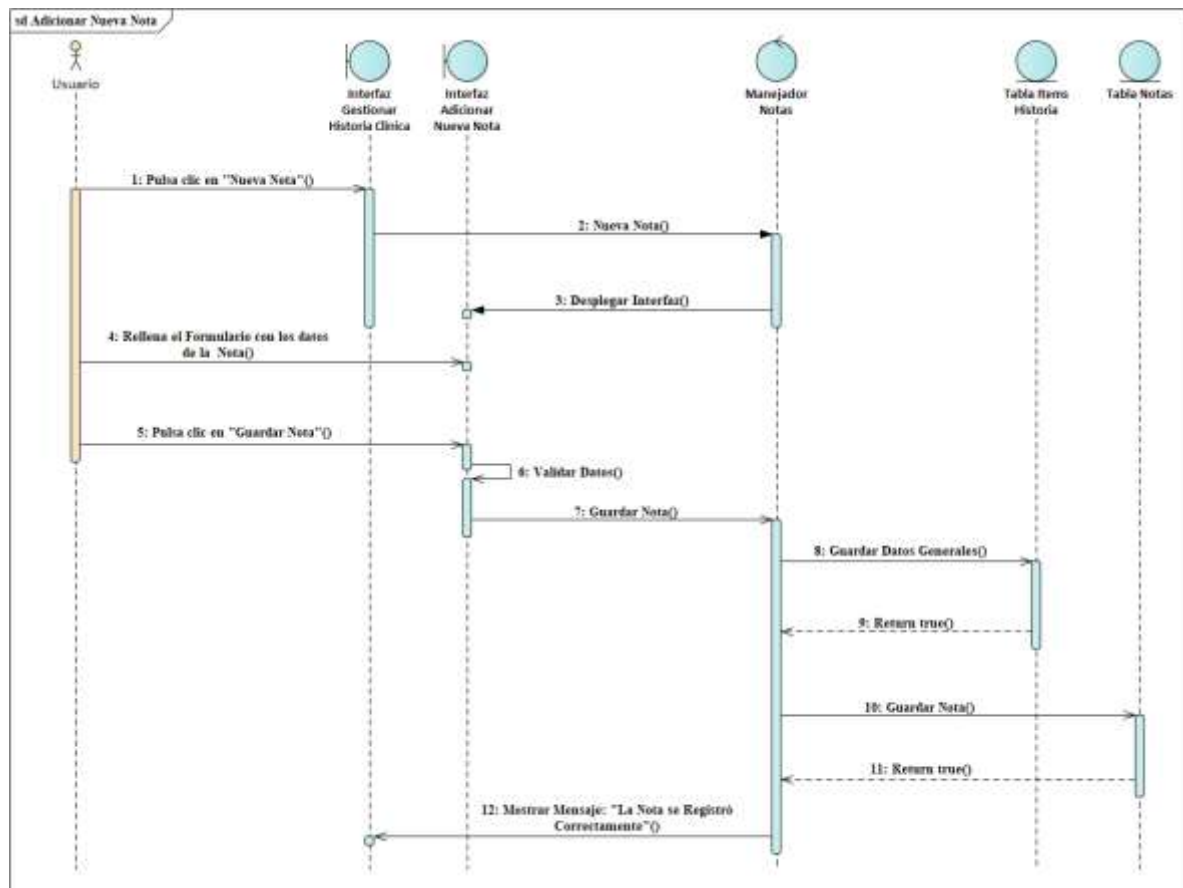 sd Adicionar Nueva Nota
Usuario
Interfaz
Gestionar
Historia Clinica
Interfaz
Adicionar
Nueva Nota
Manejador
Notas
Tabla Items
Historia
Tabla Notas
1: Pulsa clic en "Nueva Nota"()
2: Nueva Nota()
3: Desplegar Interfaz()
4: Rellena el Formulario con los datos
de la Nota()
5: Pulsa clic en "Guardar Nota"()
6: Validar Datos()
7: Guardar Nota()
8: Guardar Datos Generales()
9: Return true()
10: Guardar Nota()
11: Return true()
12: Mostrar Mensaje: "La Nota se Registró
Correctamente"()